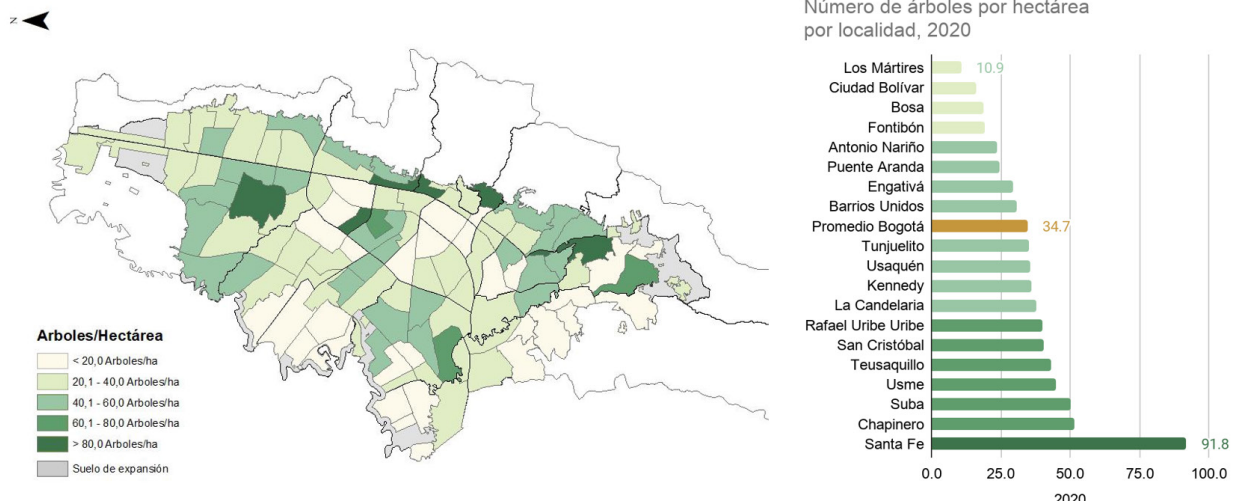 N
Arboles/Hectárea
< 20,0 Arboles/ha
20,1 - 40,0 Arboles/ha
40,1 - 60,0 Arboles/ha
60,1 - 80,0 Arboles/ha
> 80,0 Arboles/ha
Suelo de expansión
Número de árboles por hectárea
por localidad, 2020
Los Mártires 10.9
Ciudad Bolívar
Bosa
Fontibón
Antonio Nariño
Puente Aranda
Engativá
Barrios Unidos
Promedio Bogotá 34.7
Tunjuelito
Usaquén
Kennedy
La Candelaria
Rafael Uribe Uribe
San Cristóbal
Teusaquillo
Usme
Suba
Chapinero
Santa Fe 91.8
0.0 25.0 50.0 75.0 100.0
2020